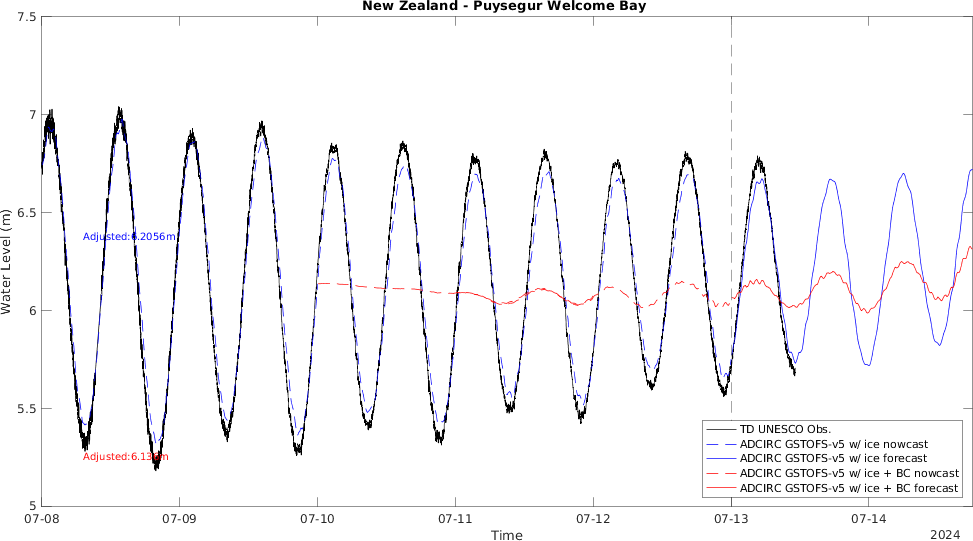 New Zealand - Puysegur Welcome Bay
7.5
7
6.5
6
5.5
5
Water Level (m)
Adjusted:6.2056m
TD UNESCO Obs.
ADCIRC GSTOFS-v5 w/ ice nowcast
ADCIRC GSTOFS-v5 w/ ice forecast
ADCIRC GSTOFS-v5 w/ ice + BC nowcast
ADCIRC GSTOFS-v5 w/ ice + BC forecast
07-08 07-09 07-10 07-11 07-12 07-13 07-14
Time
2024